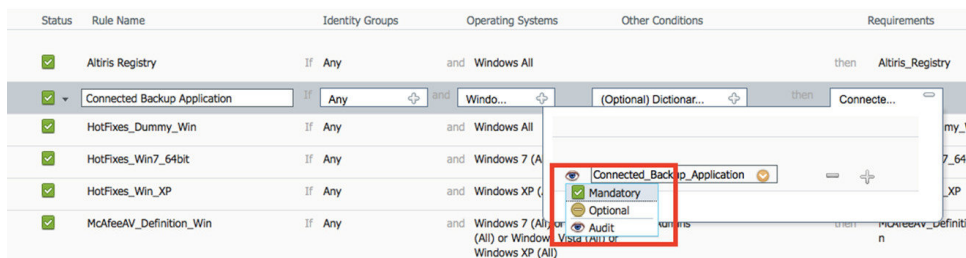 Status Rule Name Identity Groups Operating Systems Other Conditions Requirements
Altiris Registry If Any and Windows All then Altiris_Registry
Connected Backup Application If Any and Windo... (Optional) Dictionar... then Connecte...
HotFixes_Dummy_Win If Any and Windows All
HotFixes_Win7_64bit If Any and Windows 7 (A
HotFixes_Win_XP If Any and Windows XP (
Connected_Backup_Application
Mandatory
Optional
Audit
McAfeeAV_Definition_Win If Any and Windows 7 (All) or then McAfeeAV_Definiti
(All) or Windows Vista (All) or n
Windows XP (All)